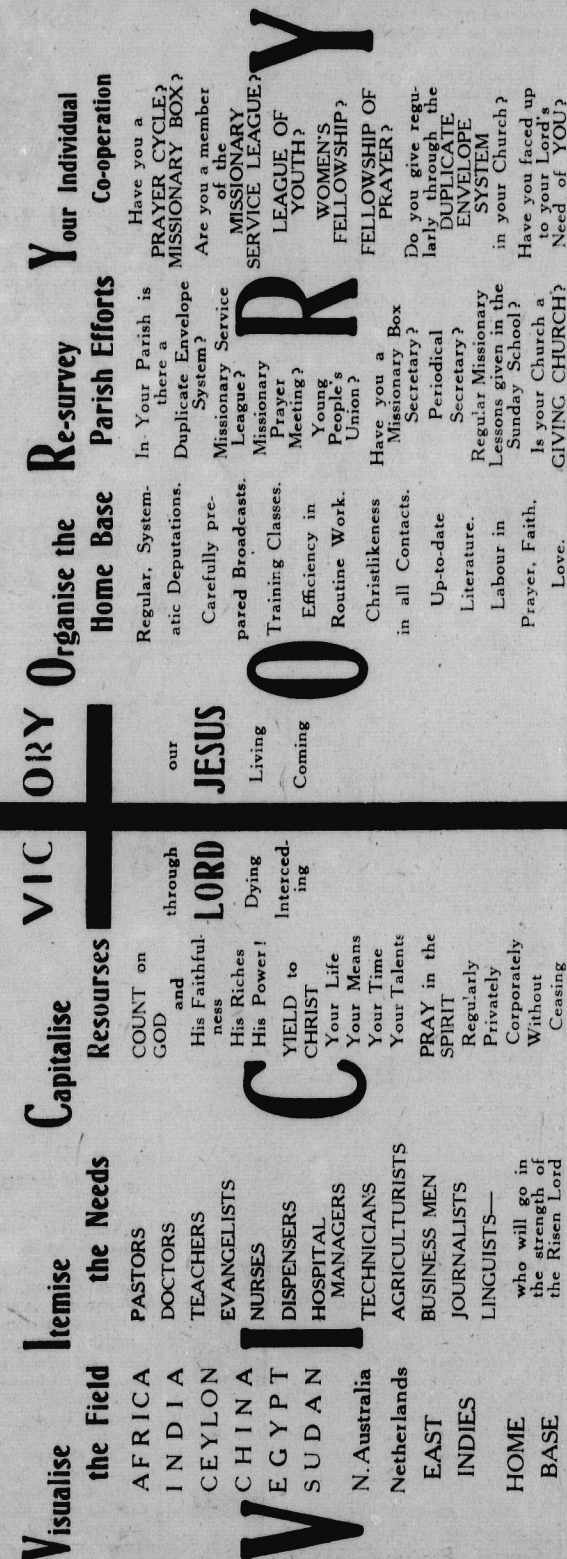 Visualise
the Field
AFRICA
INDIA
CEYLON
CHINA
EGYPT
SUDAN
N. Australia
Netherlands
EAST
INDIES
HOME
BASE
V
Itemise
the Needs
PASTORS
DOCTORS
TEACHERS
EVANGELISTS
NURSES
DISPENSERS
HOSPITAL
MANAGERS
TECHNICIANS
AGRICULTURISTS
BUSINESS MEN
JOURNALISTS
LINGUISTS—
who will go in
the strength of
the Risen Lord
I
Capitalise
Resourses
COUNT on
GOD
and
His Faithful-
ness
His Riches
His Power!
YIELD to
CHRIST
Your Life
Your Means
Your Time
Your Talents
PRAY in the
SPIRIT
Regularly
Privately
Corporately
Without
Ceasing
C
VIC ORY
through our
LORD JESUS
Dying Living
Interced- Coming
ing
Organise the
Home Base
Regular, System-
atic Deputations.
Carefully pre-
pared Broadcasts.
Training Classes.
Efficiency in
Routine Work.
Christlikeness
in all Contacts.
Up-to-date
Literature.
Labour in
Prayer, Faith,
Love.
O
Re-survey
Parish Efforts
In Your Parish is
there a
Duplicate Envelope
System?
Missionary Service
League?
Missionary
Prayer
Meeting?
Young
People's
Union?
Have you a
Missionary Box
Secretary?
Periodical
Secretary?
Regular Missionary
Lessons given in the
Sunday School?
Is your Church a
GIVING CHURCH?
R
Your Individual
Co-operation
Have you a
PRAYER CYCLE?
MISSIONARY BOX?
Are you a member
of the
MISSIONARY
SERVICE LEAGUE?
LEAGUE OF
YOUTH?
WOMEN'S
FELLOWSHIP?
FELLOWSHIP OF
PRAYER?
Do you give regu-
larly through the
DUPLICATE
ENVELOPE
SYSTEM
in your Church?
Have you faced up
to your Lord's
Need of YOU?
Y